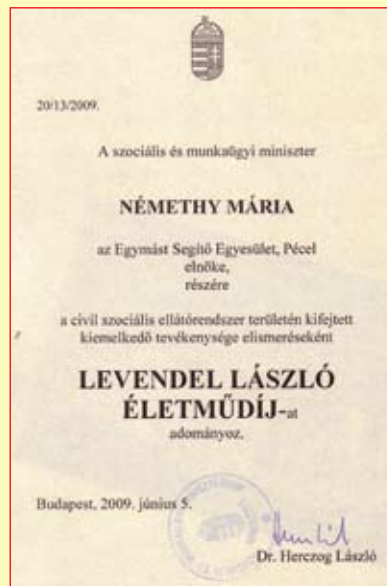 20/13/2009.
A szociális és munkaügyi miniszter
NÉMETHY MÁRIA
az Egymást Segítő Egyesület, Pécel
elnöke,
részére
a civil szociális ellátórendszer területén kifejtett
kiemelkedő tevékenysége elismeréseként
LEVENDEL LÁSZLÓ
ÉLETMŰDÍJ-at
adományoz.
Budapest, 2009. június 5.
Dr. Herczog László